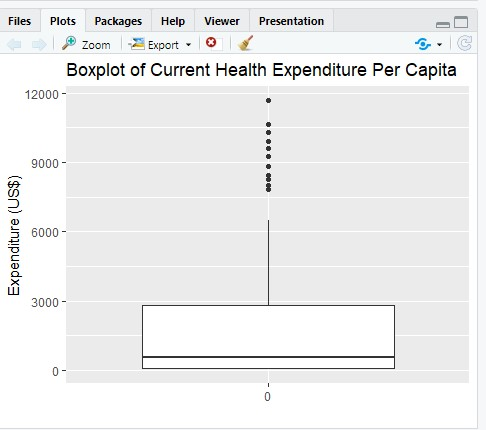 Files Plots Packages Help Viewer Presentation
Zoom Export
Boxplot of Current Health Expenditure Per Capita
12000
9000
6000
3000
0
Expenditure (US$)
0